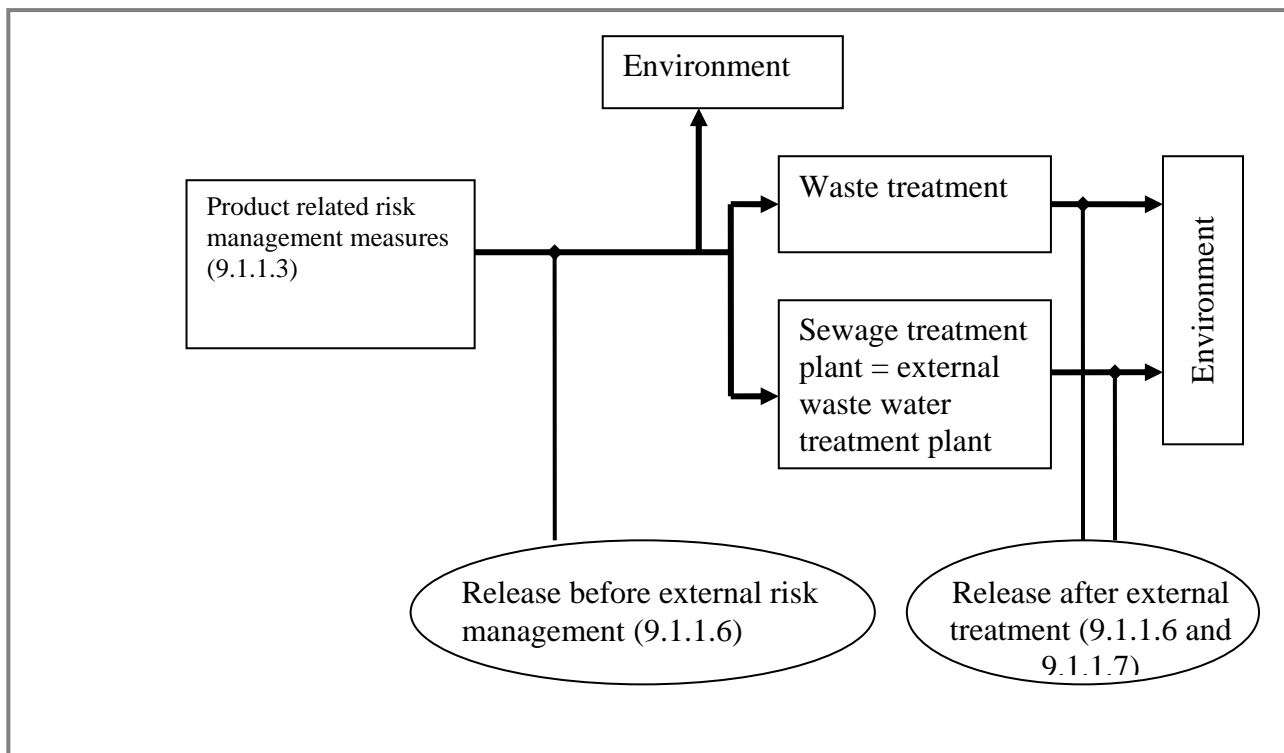 Environment
Product related risk
management measures
(9.1.1.3)
Waste treatment
Sewage treatment
plant = external
waste water
treatment plant
Environment
Release before external risk
management (9.1.1.6)
Release after external
treatment (9.1.1.6 and
9.1.1.7)